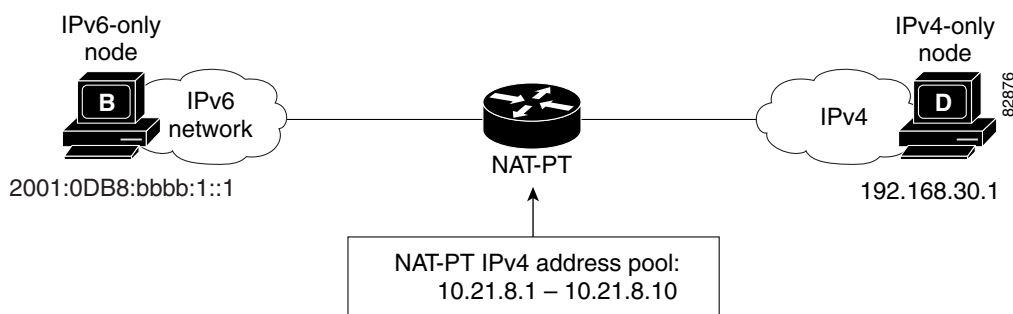 IPv6-only
node
B
IPv6
network
2001:0DB8:bbbb:1::1
NAT-PT
IPv4
IPv4-only
node
D
192.168.30.1
82876
NAT-PT IPv4 address pool:
10.21.8.1 – 10.21.8.10